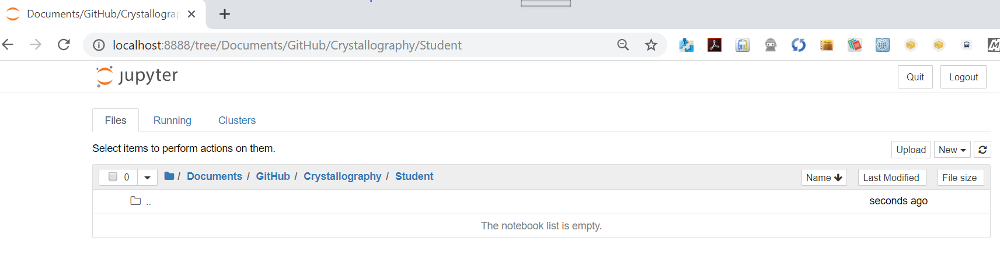 Documents/GitHub/Crystallogra
localhost:8888/tree/Documents/GitHub/Crystallography/Student
jupyter
Quit Logout
Files Running Clusters
Select items to perform actions on them.
Upload New
0 / Documents / GitHub / Crystallography / Student Name Last Modified File size
.. seconds ago
The notebook list is empty.